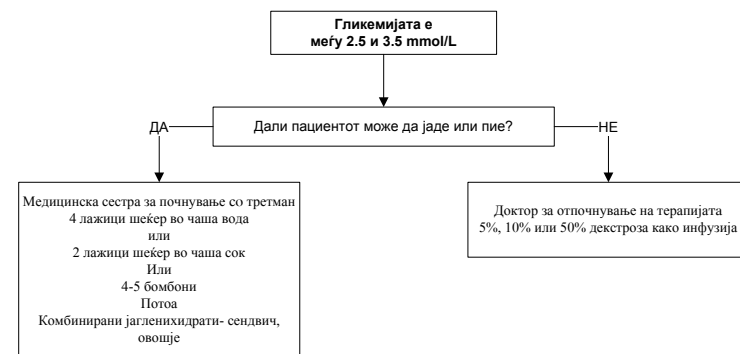 Гликемијата е
меѓу 2.5 и 3.5 mmol/L
Дали пациентот може да јаде или пие?
ДА
НЕ
Медицинска сестра за почнување со третман
4 лажици шеќер во чаша вода
или
2 лажици шеќер во чаша сок
Или
4-5 бомбони
Потоа
Комбинирани јагленихидрати- сендвич,
овошје
Доктор за отпочнување на терапијата
5%, 10% или 50% декстроза како инфузија